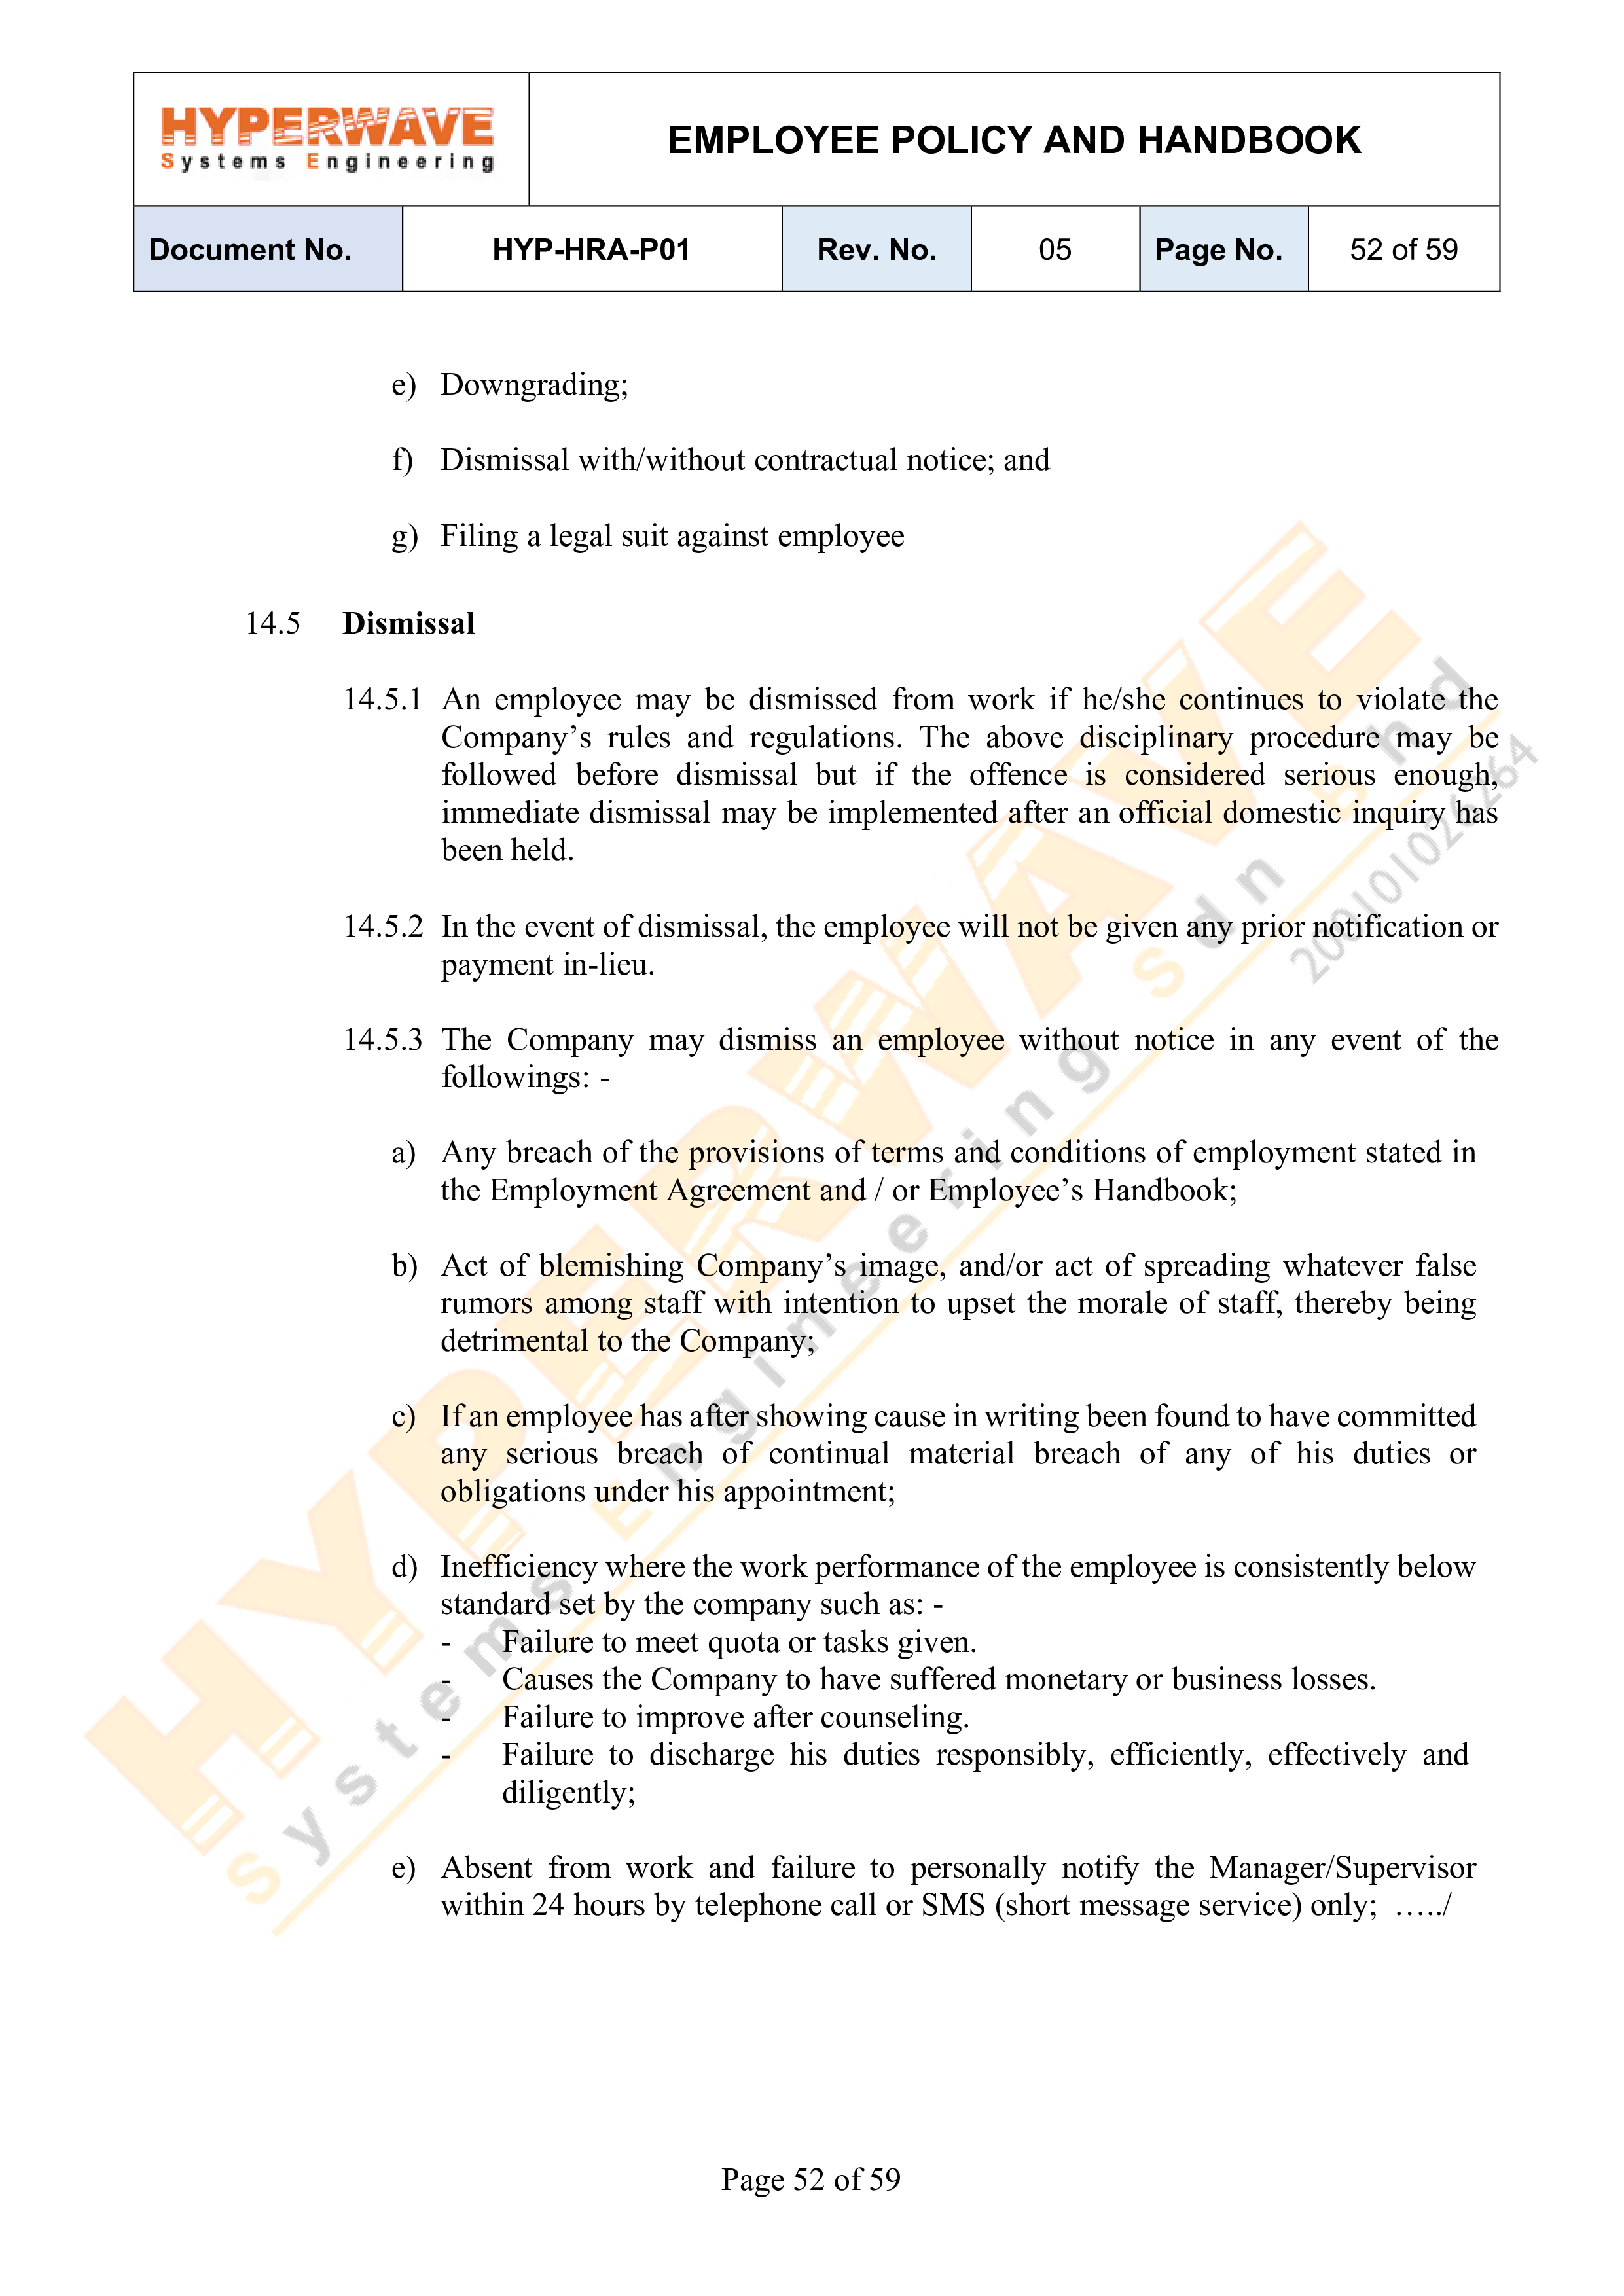 HYPERWAVE
Systems Engineering
EMPLOYEE POLICY AND HANDBOOK
Document No. HYP-HRA-P01 Rev. No. 05 Page No. 52 of 59
e) Downgrading;
f) Dismissal with/without contractual notice; and
g) Filing a legal suit against employee
14.5 Dismissal
14.5.1 An employee may be dismissed from work if he/she continues to violate the
Company’s rules and regulations. The above disciplinary procedure may be
followed before dismissal but if the offence is considered serious enough,
immediate dismissal may be implemented after an official domestic inquiry has
been held.
14.5.2 In the event of dismissal, the employee will not be given any prior notification or
payment in-lieu.
14.5.3 The Company may dismiss an employee without notice in any event of the
followings: -
a) Any breach of the provisions of terms and conditions of employment stated in
the Employment Agreement and / or Employee’s Handbook;
b) Act of blemishing Company’s image, and/or act of spreading whatever false
rumors among staff with intention to upset the morale of staff, thereby being
detrimental to the Company;
c) If an employee has after showing cause in writing been found to have committed
any serious breach of continual material breach of any of his duties or
obligations under his appointment;
d) Inefficiency where the work performance of the employee is consistently below
standard set by the company such as: -
- Failure to meet quota or tasks given.
- Causes the Company to have suffered monetary or business losses.
- Failure to improve after counseling.
- Failure to discharge his duties responsibly, efficiently, effectively and
diligently;
e) Absent from work and failure to personally notify the Manager/Supervisor
within 24 hours by telephone call or SMS (short message service) only; …../
HYPERWAVE
Systems Engineering Sdn Bhd
200101026264
Page 52 of 59